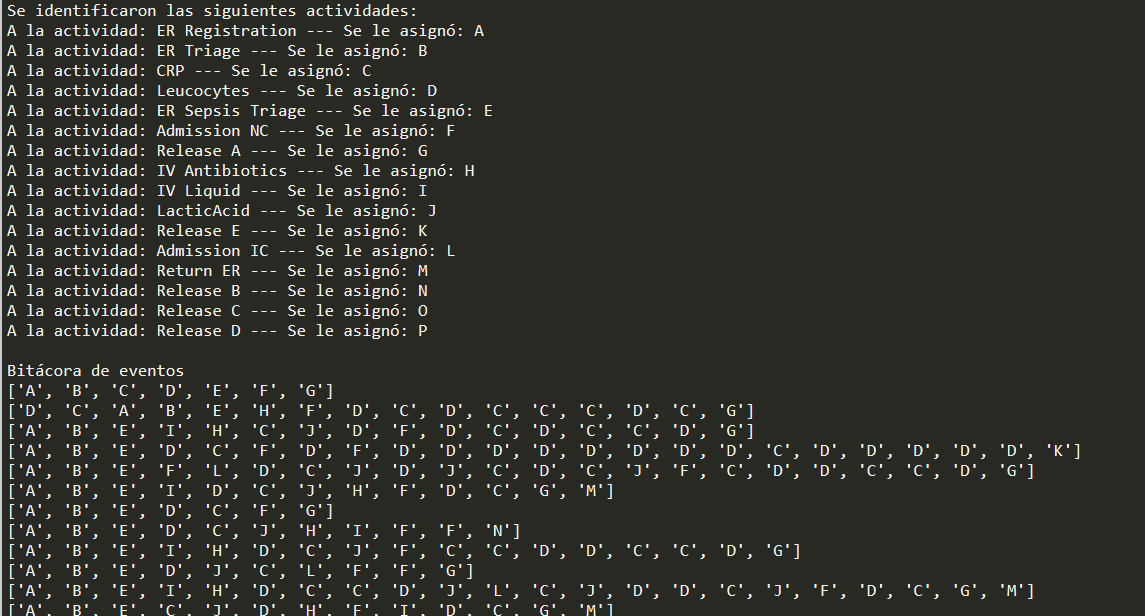 Se identificaron las siguientes actividades:
A la actividad: ER Registration --- Se le asignó: A
A la actividad: ER Triage --- Se le asignó: B
A la actividad: CRP --- Se le asignó: C
A la actividad: Leucocytes --- Se le asignó: D
A la actividad: ER Sepsis Triage --- Se le asignó: E
A la actividad: Admission NC --- Se le asignó: F
A la actividad: Release A --- Se le asignó: G
A la actividad: IV Antibiotics --- Se le asignó: H
A la actividad: IV Liquid --- Se le asignó: I
A la actividad: LacticAcid --- Se le asignó: J
A la actividad: Release E --- Se le asignó: K
A la actividad: Admission IC --- Se le asignó: L
A la actividad: Return ER --- Se le asignó: M
A la actividad: Release B --- Se le asignó: N
A la actividad: Release C --- Se le asignó: O
A la actividad: Release D --- Se le asignó: P
Bitácora de eventos
['A', 'B', 'C', 'D', 'E', 'F', 'G']
['D', 'C', 'A', 'B', 'E', 'H', 'F', 'D', 'C', 'D', 'C', 'C', 'C', 'D', 'C', 'G']
['A', 'B', 'E', 'I', 'H', 'C', 'J', 'D', 'F', 'D', 'C', 'D', 'C', 'C', 'D', 'G']
['A', 'B', 'E', 'D', 'C', 'F', 'D', 'F', 'D', 'D', 'D', 'D', 'D', 'D', 'D', 'D', 'C', 'D', 'D', 'D', 'D', 'D', 'K']
['A', 'B', 'E', 'F', 'L', 'D', 'C', 'J', 'D', 'J', 'C', 'D', 'C', 'J', 'F', 'C', 'D', 'D', 'C', 'C', 'D', 'G']
['A', 'B', 'E', 'I', 'D', 'C', 'J', 'H', 'F', 'D', 'C', 'G', 'M']
['A', 'B', 'E', 'D', 'C', 'F', 'G']
['A', 'B', 'E', 'D', 'C', 'J', 'H', 'I', 'F', 'F', 'N']
['A', 'B', 'E', 'I', 'H', 'D', 'C', 'J', 'F', 'C', 'C', 'D', 'D', 'C', 'C', 'D', 'G']
['A', 'B', 'E', 'D', 'J', 'C', 'L', 'F', 'F', 'G']
['A', 'B', 'E', 'I', 'H', 'D', 'C', 'C', 'D', 'J', 'L', 'C', 'J', 'D', 'D', 'C', 'J', 'F', 'D', 'C', 'G', 'M']
['A', 'B', 'E', 'C', 'J', 'D', 'H', 'F', 'I', 'D', 'C', 'G', 'M']